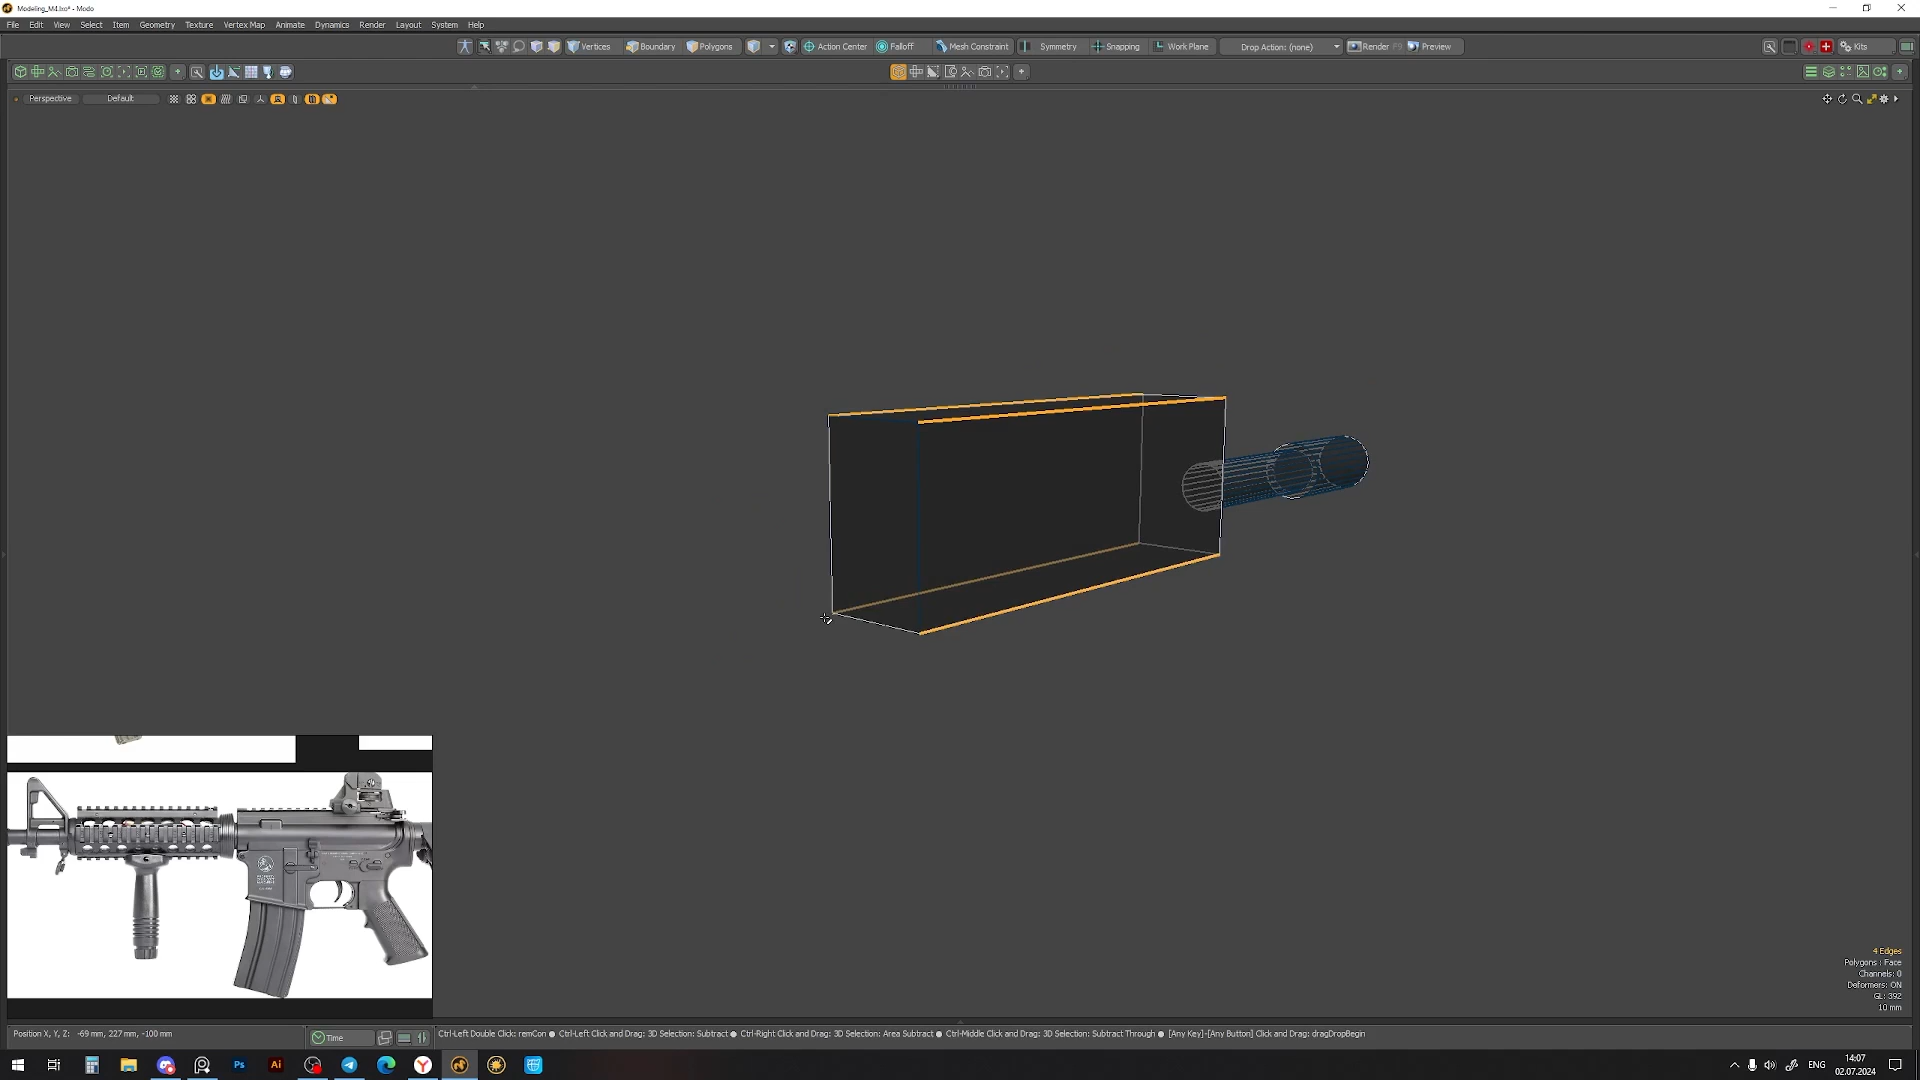 Modeling_M4.lxo* - Modo
File Edit View Select Item Geometry Texture Vertex Map Animate Dynamics Render Layout System Help
Vertices Boundary Polygons Action Center Falloff Mesh Constraint Symmetry Snapping Work Plane Drop Action: (none) Render F9 Preview Kits
Perspective Default
4 Edges
Polygons : Face
Channels: 0
Deformers: ON
GL: 392
10 mm
Position X, Y, Z: -69 mm, 227 mm, -100 mm
Time
Ctrl-Left Double Click: remCon ● Ctrl-Left Click and Drag: 3D Selection: Subtract ● Ctrl-Right Click and Drag: 3D Selection: Area Subtract ● Ctrl-Middle Click and Drag: 3D Selection: Subtract Through ● [Any Key]-[Any Button] Click and Drag: dragDropBegin
Ps Ai
ENG
14:07
02.07.2024